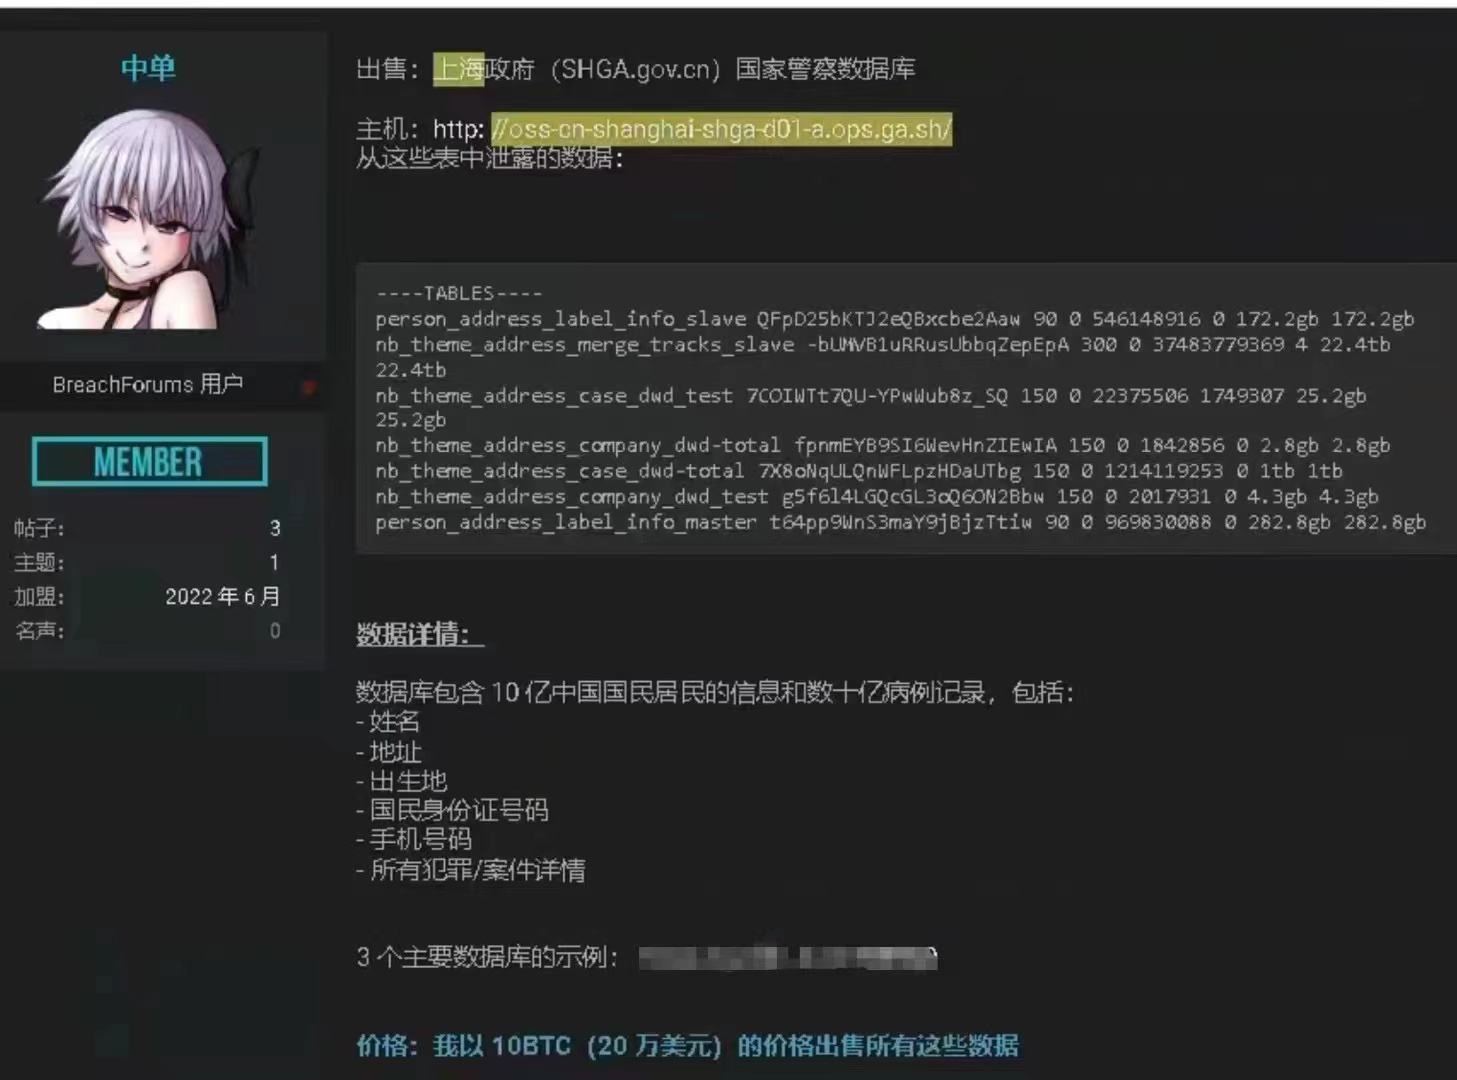 中单
BreachForums 用户
MEMBER
帖子: 3
主题: 1
加盟: 2022 年 6 月
名声: 0
出售：上海政府（SHGA.gov.cn）国家警察数据库
主机：http: //oss-cn-shanghai-shga-d01-a.ops.ga.sh/
从这些表中泄露的数据：
----TABLES----
person_address_label_info_slave QFpD25bKTJ2eQBxcbe2Aaw 90 0 546148916 0 172.2gb 172.2gb
nb_theme_address_merge_tracks_slave -bUMVB1uRRusUbbqZepEpA 300 0 37483779369 4 22.4tb
22.4tb
nb_theme_address_case_dwd_test 7COIWTt7QU-YPwWub8z_SQ 150 0 22375506 1749307 25.2gb
25.2gb
nb_theme_address_company_dwd-total fpnmEYB9SI6WevHnZIEwIA 150 0 1842856 0 2.8gb 2.8gb
nb_theme_address_case_dwd-total 7X8oNqULQnWFLpzHDaUTbg 150 0 1214119253 0 1tb 1tb
nb_theme_address_company_dwd_test g5f6l4LGQcGL3oQ6ON2Bbw 150 0 2017931 0 4.3gb 4.3gb
person_address_label_info_master t64pp9WnS3maY9jBjzTtiw 90 0 969830088 0 282.8gb 282.8gb
数据详情：
数据库包含 10 亿中国国民居民的信息和数十亿病例记录，包括：
- 姓名
- 地址
- 出生地
- 国民身份证号码
- 手机号码
- 所有犯罪/案件详情
3 个主要数据库的示例：
价格：我以 10BTC（20 万美元）的价格出售所有这些数据